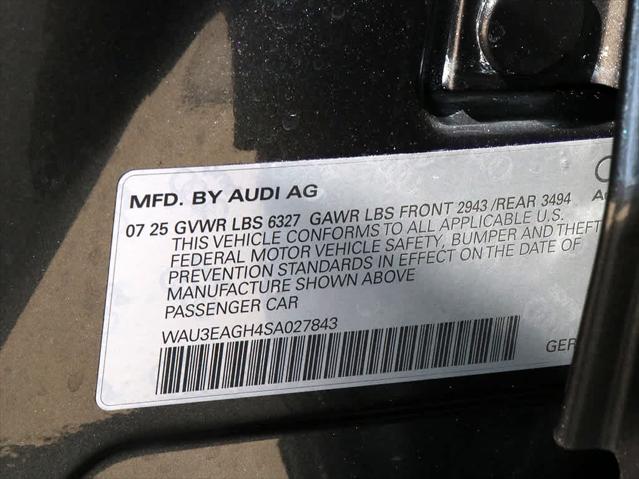 MFD. BY AUDI AG
07 25 GVWR LBS 6327 GAWR LBS FRONT 2943 /REAR 3494
THIS VEHICLE CONFORMS TO ALL APPLICABLE U.S.
FEDERAL MOTOR VEHICLE SAFETY, BUMPER AND THEFT
PREVENTION STANDARDS IN EFFECT ON THE DATE OF
MANUFACTURE SHOWN ABOVE
PASSENGER CAR
WAU3EAGH4SA027843
GER